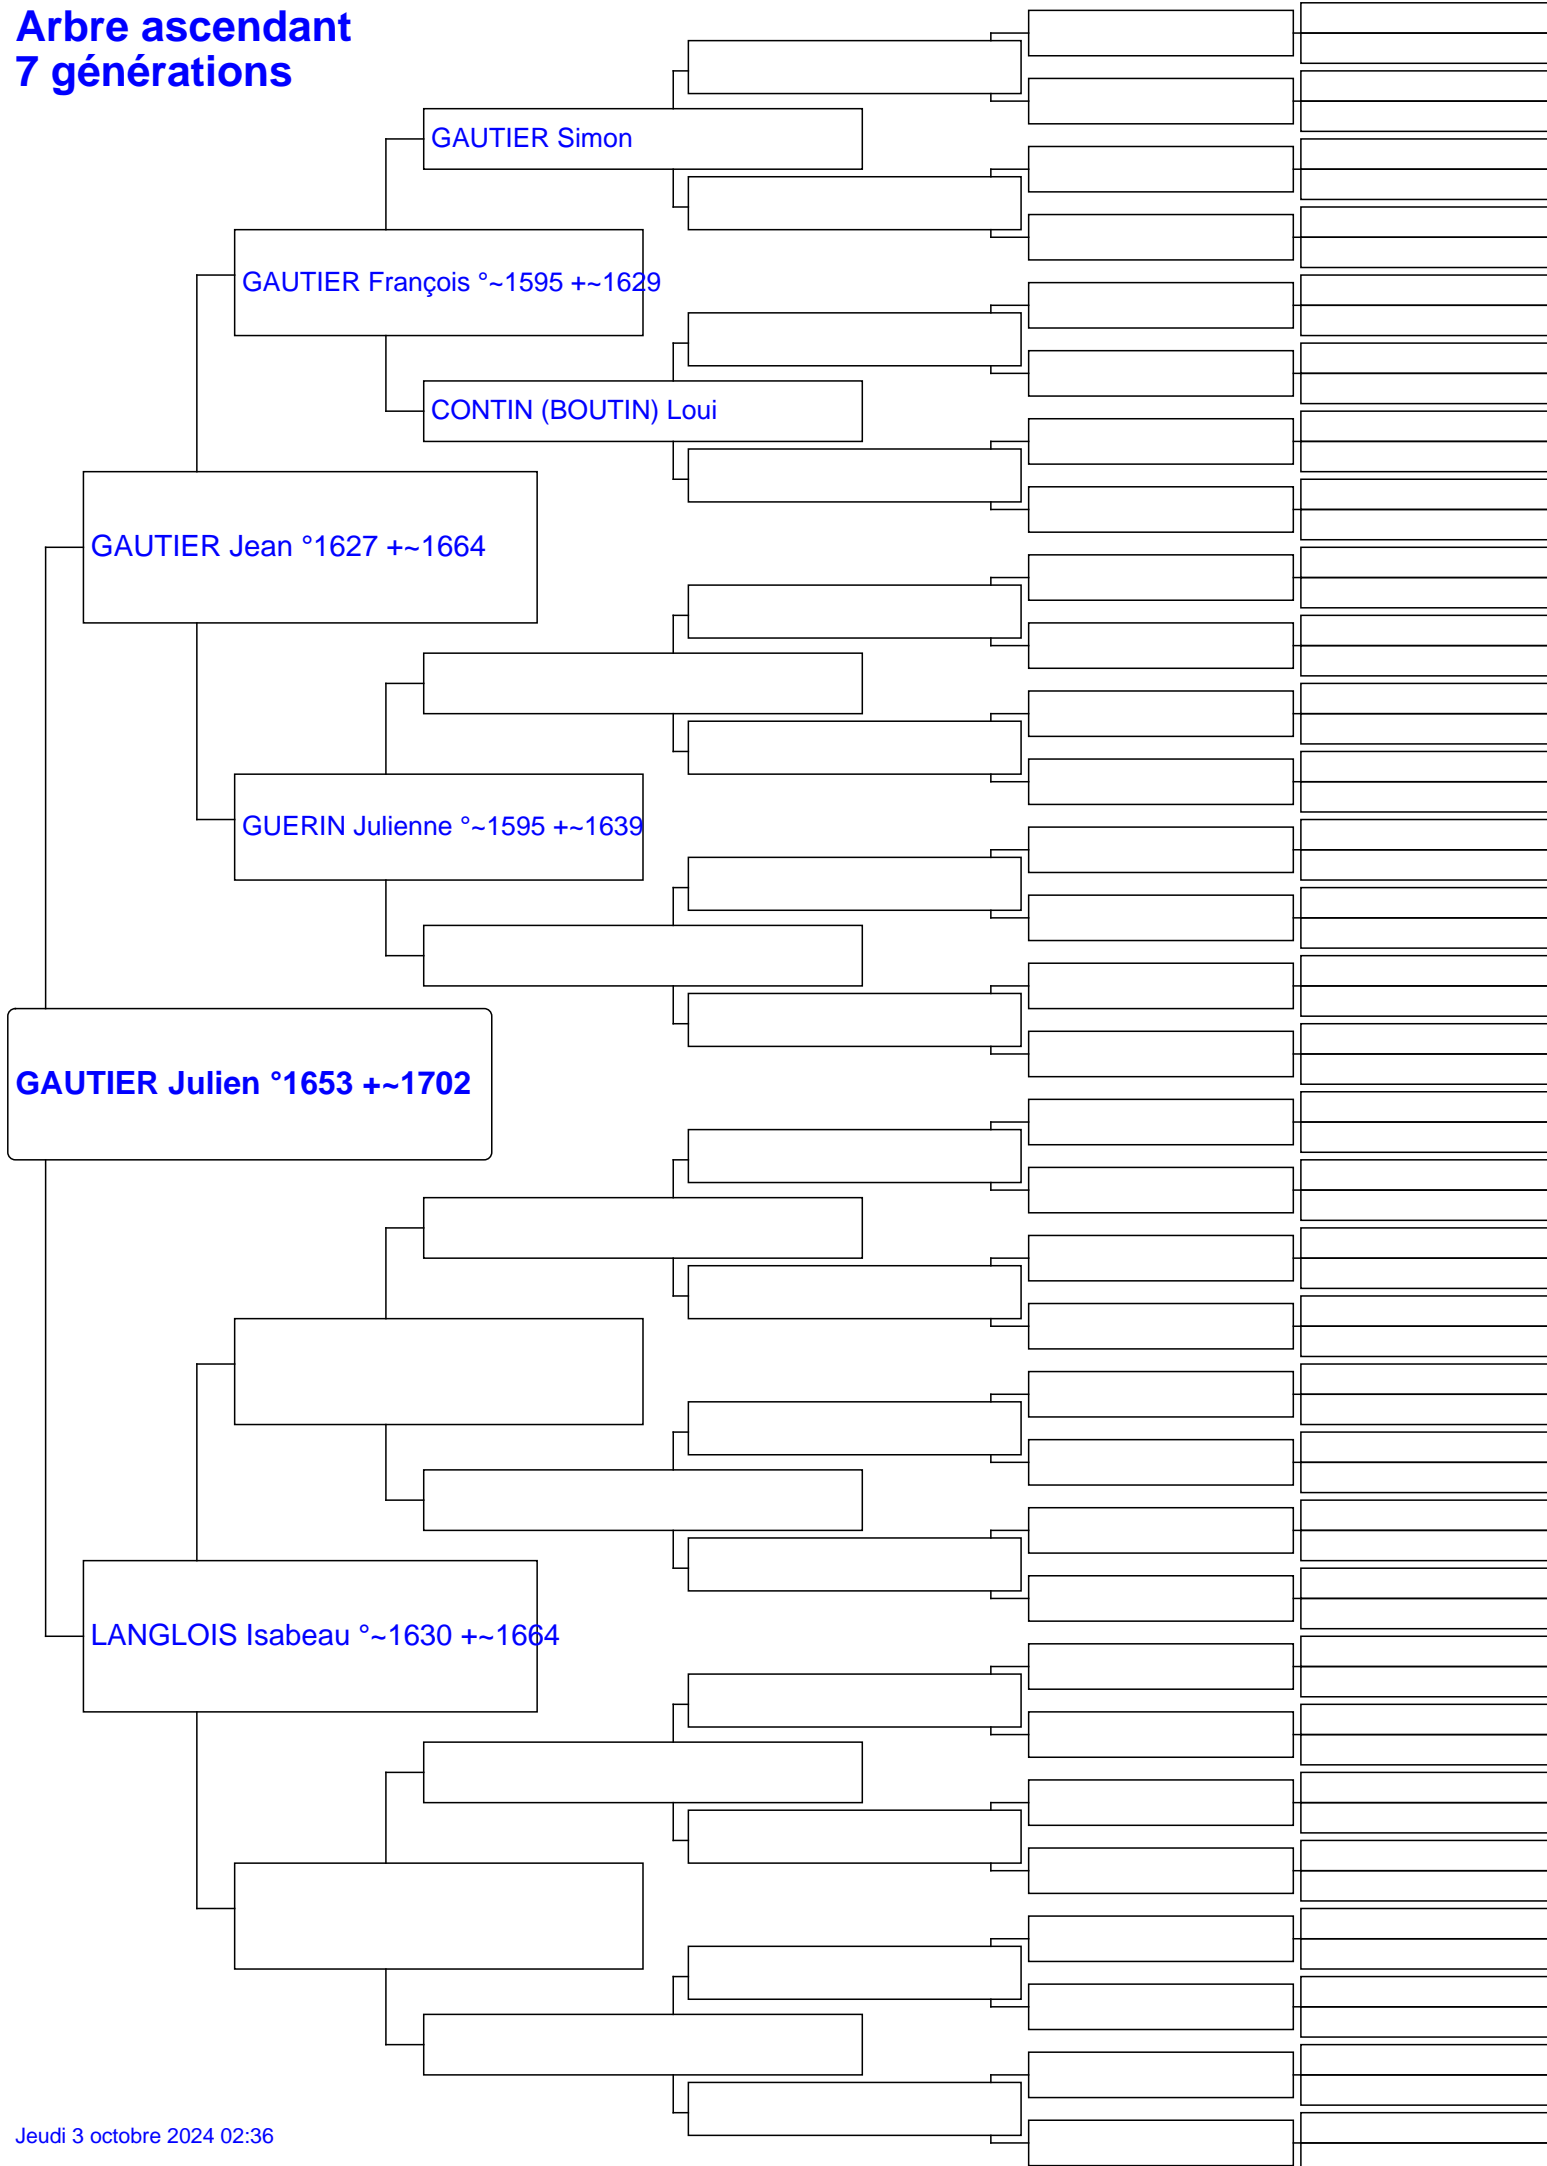 Arbre ascendant
7 générations
GAUTIER Simon
GAUTIER François °~1595 +~1629
CONTIN (BOUTIN) Loui
GAUTIER Jean °1627 +~1664
GUERIN Julienne °~1595 +~1639
GAUTIER Julien °1653 +~1702
LANGLOIS Isabeau °~1630 +~1664
Jeudi 3 octobre 2024 02:36